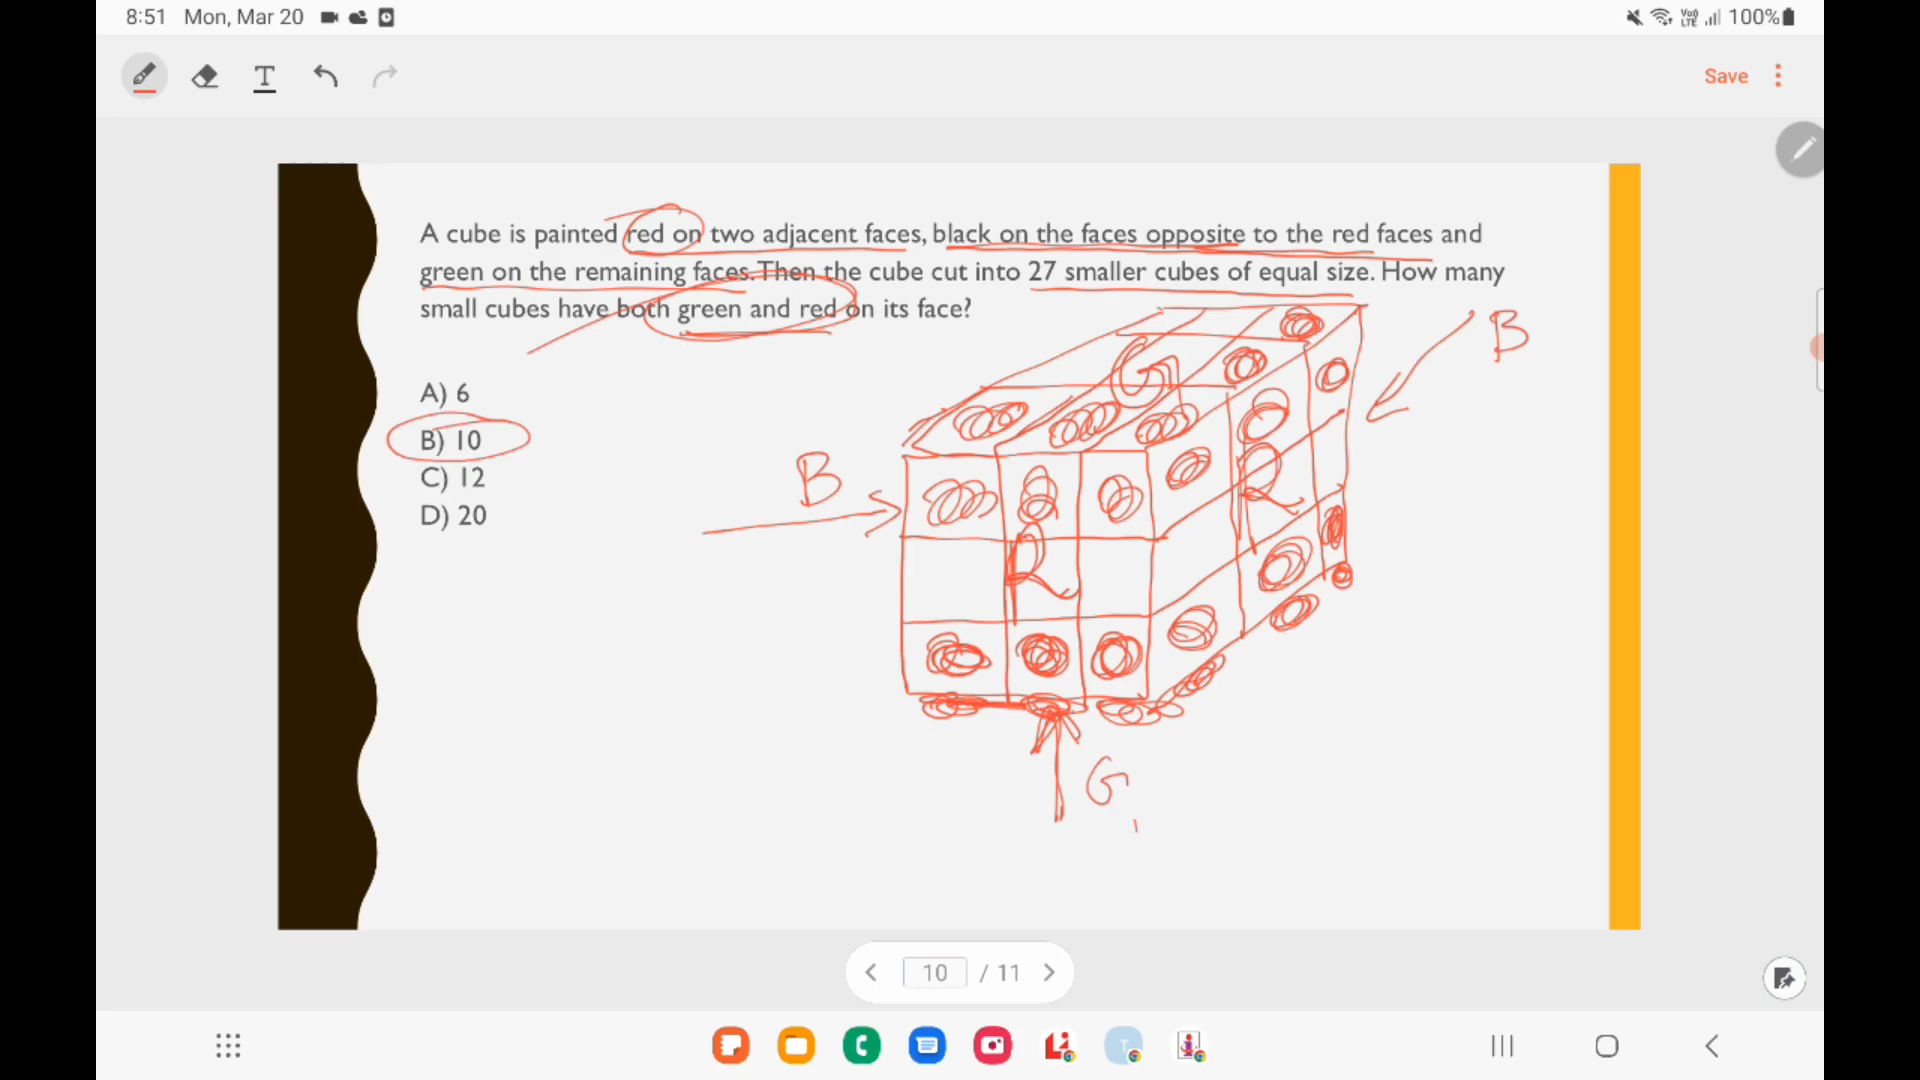 8:51 Mon, Mar 20
Vo)) LTE 100%
T
Save
A cube is painted red on two adjacent faces, black on the faces opposite to the red faces and
green on the remaining faces. Then the cube cut into 27 smaller cubes of equal size. How many
small cubes have both green and red on its face?
A) 6
B) 10
C) 12
D) 20
B
G
B
R
R
G
10 / 11